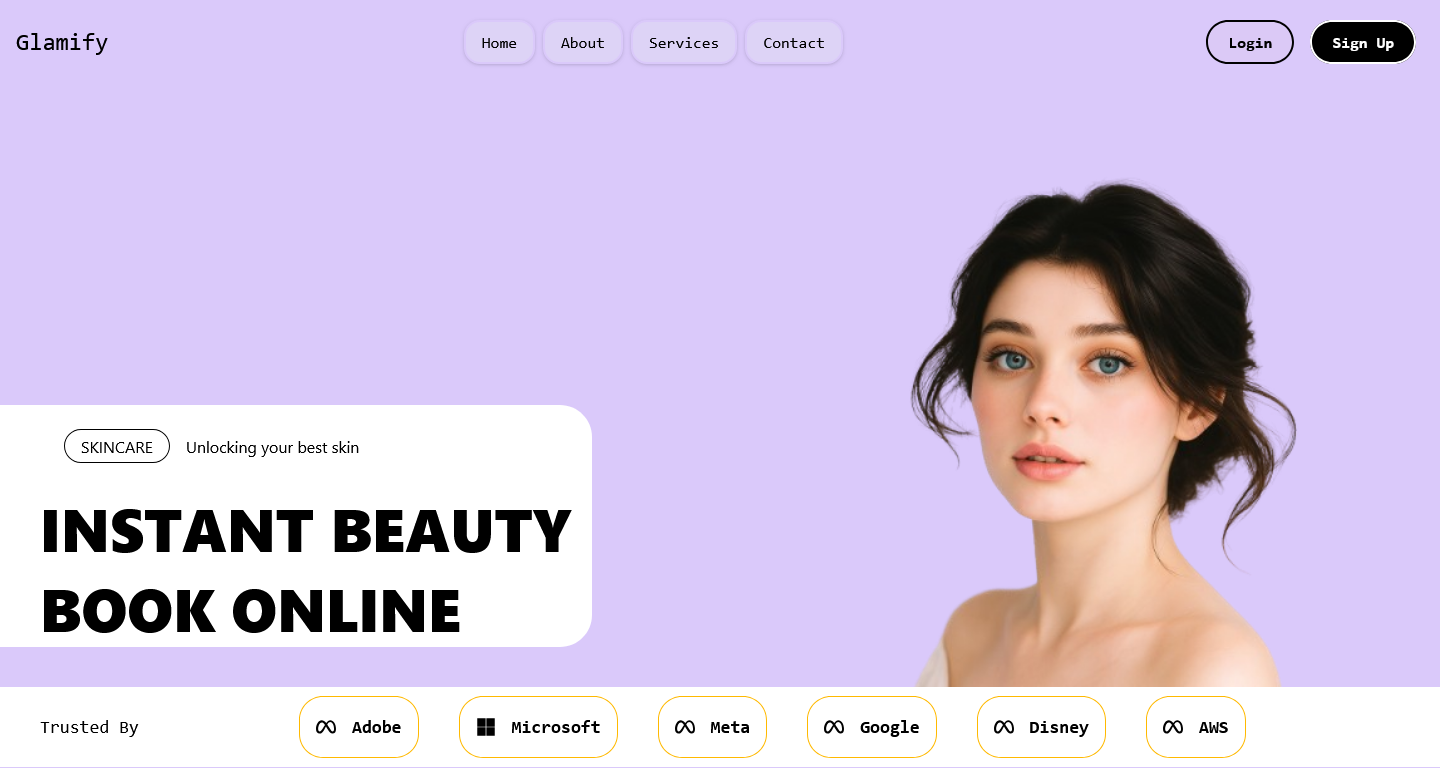 Glamify
Home
About
Services
Contact
Login
Sign Up
SKINCARE
Unlocking your best skin
INSTANT BEAUTY
BOOK ONLINE
Trusted By
Adobe
Microsoft
Meta
Google
Disney
AWS